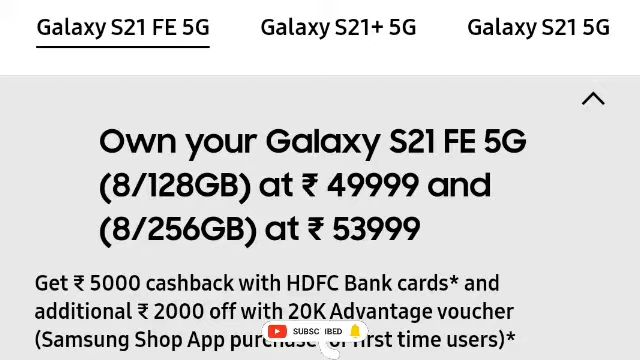 Galaxy S21 FE 5G Galaxy S21+ 5G Galaxy S21 5G
Own your Galaxy S21 FE 5G
(8/128GB) at ₹ 49999 and
(8/256GB) at ₹ 53999
Get ₹ 5000 cashback with HDFC Bank cards* and
additional ₹ 2000 off with 20K Advantage voucher
(Samsung Shop App first time users)*